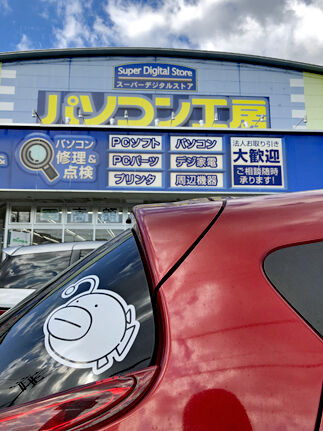 Super Digital Store
スーパーデジタルストア
パソコン工房
&
パソコン
修理&
点検
PCソフト
パソコン
PCパーツ
デジ家電
プリンタ
周辺機器
法人お取り引き
大歓迎
ご相談随時
承ります!